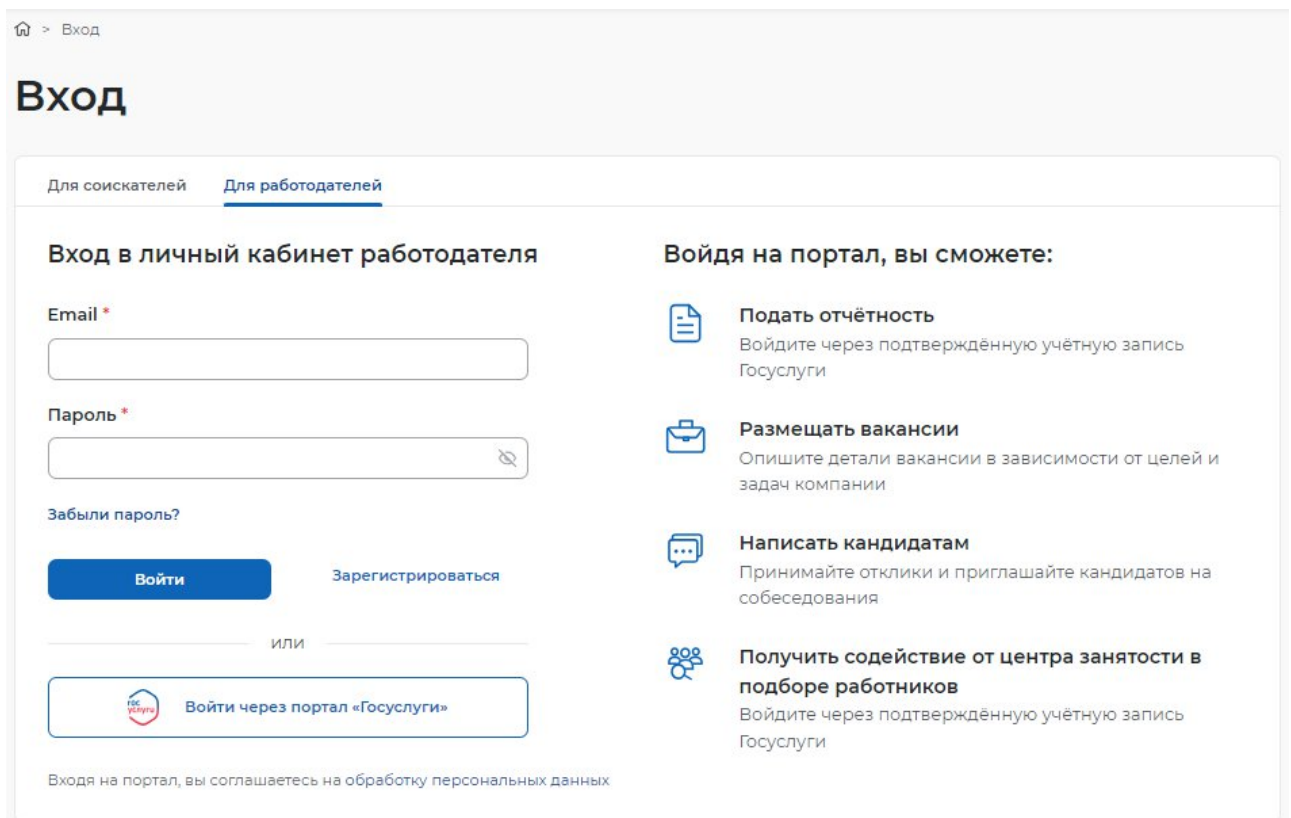 > Вход
Вход
Для соискателей Для работодателей
Вход в личный кабинет работодателя
Email *
Пароль *
Забыли пароль?
Войти Зарегистрироваться
или
гос услуги
Войти через портал «Госуслуги»
Входя на портал, вы соглашаетесь на обработку персональных данных
Войдя на портал, вы сможете:
Подать отчётность
Войдите через подтверждённую учётную запись
Госуслуги
Размещать вакансии
Опишите детали вакансии в зависимости от целей и
задач компании
Написать кандидатам
Принимайте отклики и приглашайте кандидатов на
собеседования
Получить содействие от центра занятости в
подборе работников
Войдите через подтверждённую учётную запись
Госуслуги